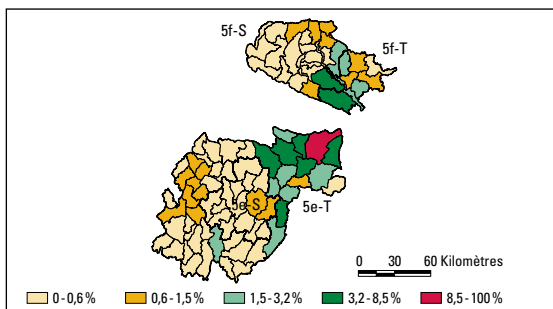 5f-S
5f-T
5e-S
5e-T
0 30 60 Kilomètres
0 - 0,6 % 0,6 - 1,5 % 1,5 - 3,2 % 3,2 - 8,5 % 8,5 - 100 %